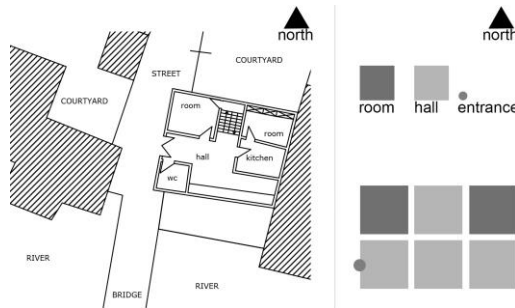 north
STREET
COURTYARD
COURTYARD
room
room
hall
kitchen
wc
RIVER
RIVER
BRIDGE
north
room hall entrance